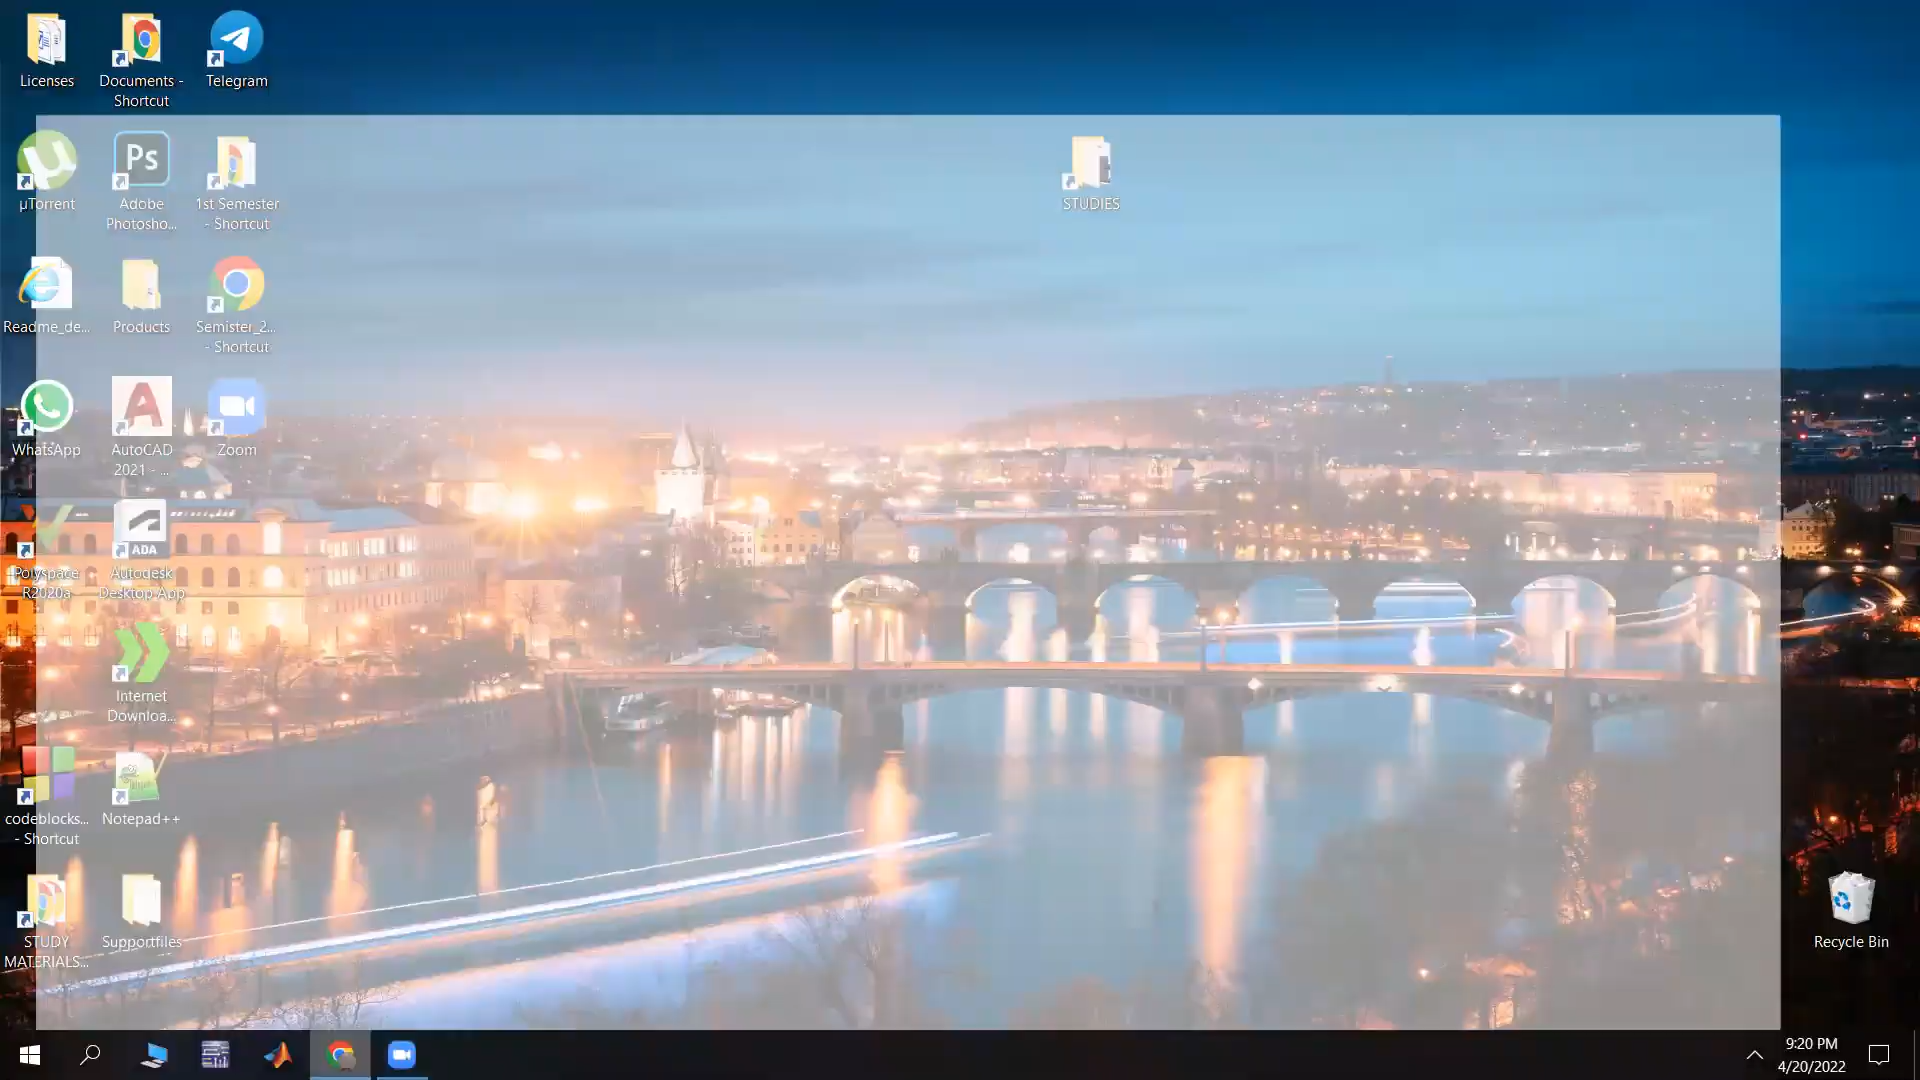 Licenses
Documents -
Shortcut
Telegram
µTorrent
Ps
Adobe
Photosho...
1st Semester
- Shortcut
STUDIES
Readme_de...
Products
Semister_2...
- Shortcut
WhatsApp
A
AutoCAD
2021 - ...
Zoom
Polyspace
R2020a
ADA
Autodesk
Desktop App
Internet
Downloa...
codeblocks...
- Shortcut
Notepad++
STUDY
MATERIALS...
Supportfiles
Recycle Bin
9:20 PM
4/20/2022